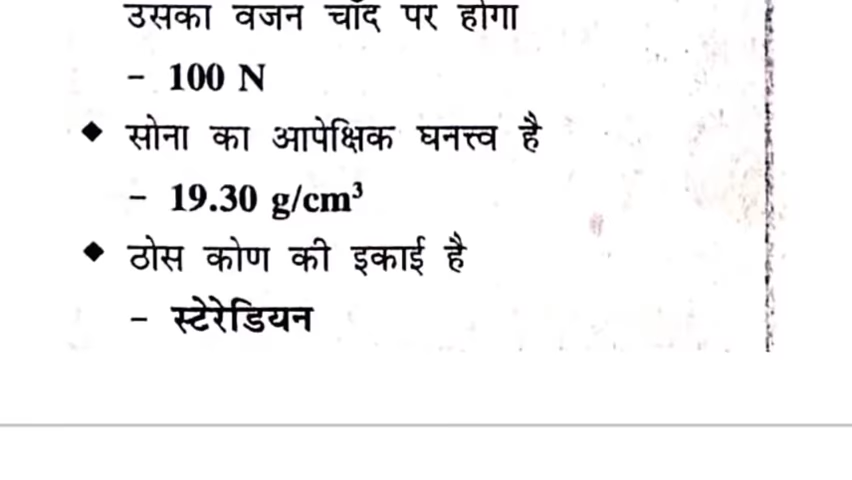 उसका वजन चाँद पर होगा
– 100 N
◆ सोना का आपेक्षिक घनत्त्व है
– 19.30 g/cm³
◆ ठोस कोण की इकाई है
– स्टेरेडियन